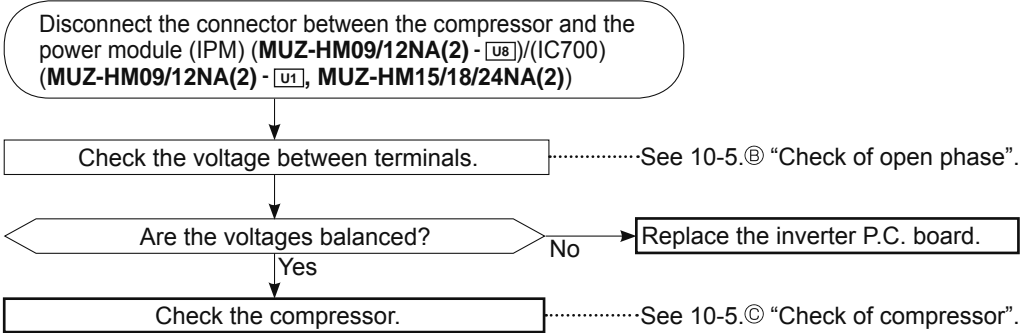 Disconnect the connector between the compressor and the
power module (IPM) (MUZ-HM09/12NA(2) - U8)/(IC700)
(MUZ-HM09/12NA(2) - U1, MUZ-HM15/18/24NA(2))
Check the voltage between terminals.
See 10-5.Ⓑ “Check of open phase”.
Are the voltages balanced?
No
Replace the inverter P.C. board.
Yes
Check the compressor.
See 10-5.Ⓒ “Check of compressor”.